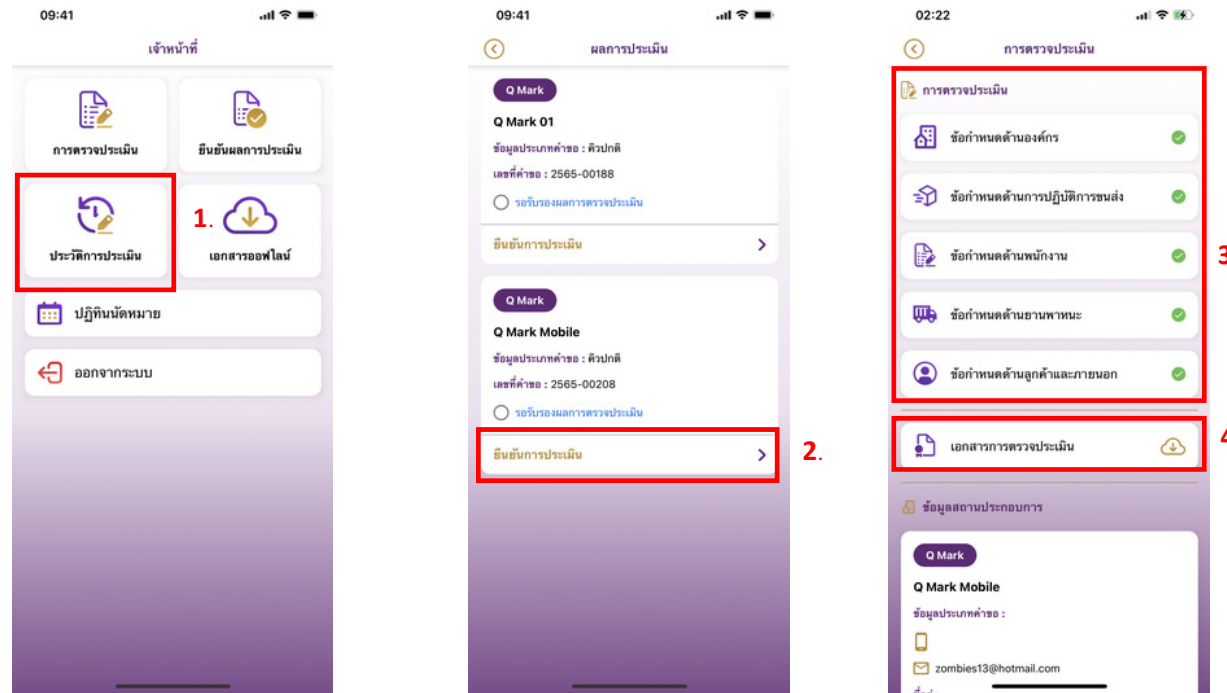 09:41
เจ้าหน้าที่
การตรวจประเมิน
ยืนยันผลการประเมิน
ประวัติการประเมิน
1.
เอกสารออฟไลน์
ปฏิทินนัดหมาย
ออกจากระบบ
09:41
ผลการประเมิน
Q Mark
Q Mark 01
ข้อมูลประเภทคำขอ : คิวปกติ
เลขที่คำขอ : 2565-00188
รอรับรองผลการตรวจประเมิน
ยืนยันการประเมิน
Q Mark
Q Mark Mobile
ข้อมูลประเภทคำขอ : คิวปกติ
เลขที่คำขอ : 2565-00208
รอรับรองผลการตรวจประเมิน
ยืนยันการประเมิน
2.
02:22
การตรวจประเมิน
การตรวจประเมิน
ข้อกำหนดด้านองค์กร
ข้อกำหนดด้านการปฏิบัติการขนส่ง
ข้อกำหนดด้านพนักงาน
3
ข้อกำหนดด้านยานพาหนะ
ข้อกำหนดด้านลูกค้าและภายนอก
เอกสารการตรวจประเมิน
4
ข้อมูลสถานประกอบการ
Q Mark
Q Mark Mobile
ข้อมูลประเภทคำขอ :
zombies13@hotmail.com